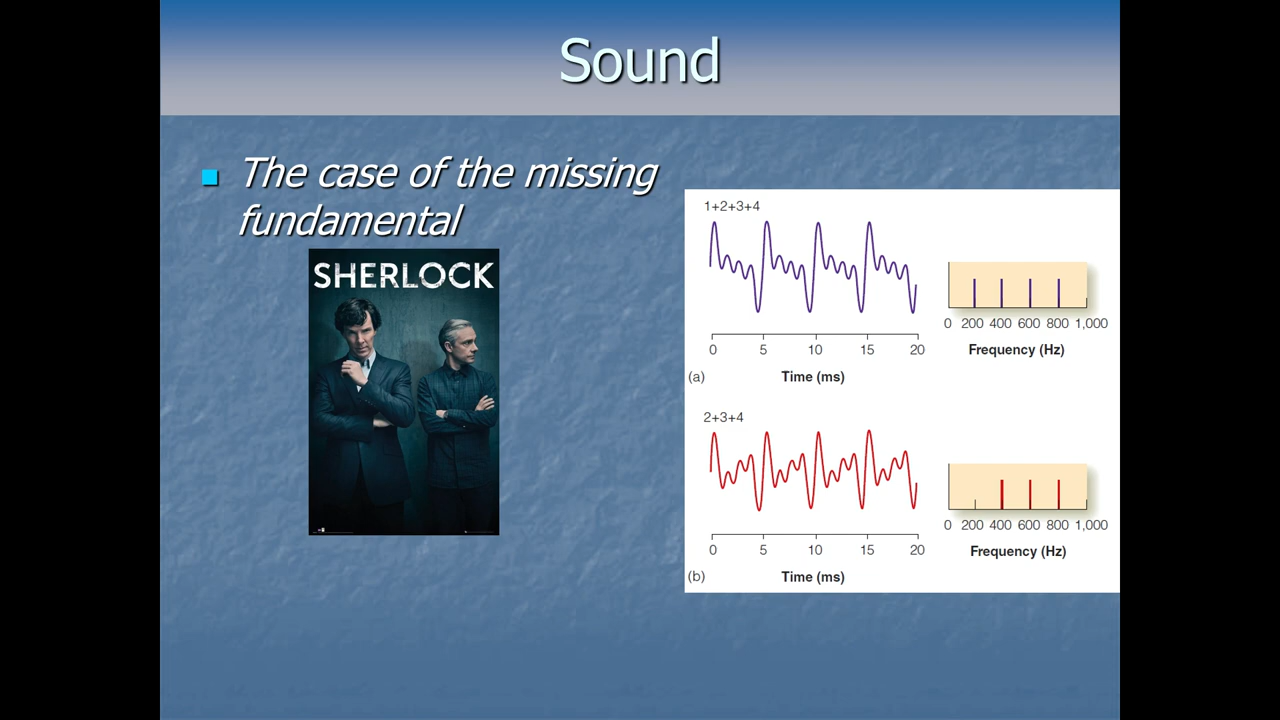 Sound
The case of the missing
fundamental
SHERLOCK
1+2+3+4
0 5 10 15 20
(a) Time (ms)
0 200 400 600 800 1,000
Frequency (Hz)
2+3+4
0 5 10 15 20
(b) Time (ms)
0 200 400 600 800 1,000
Frequency (Hz)